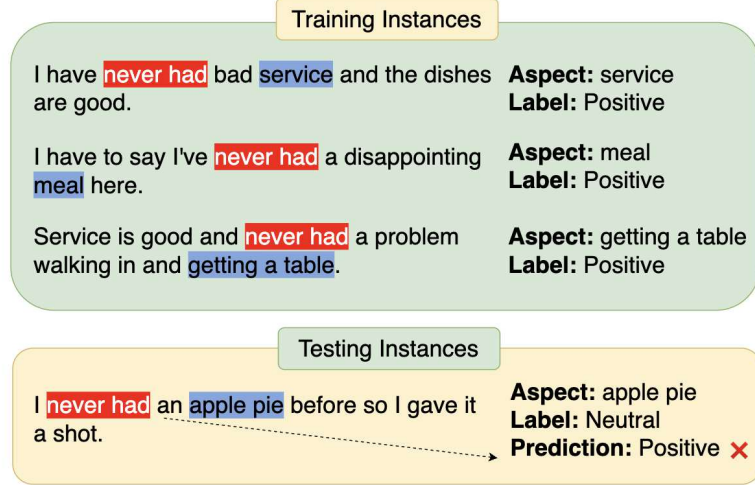 Training Instances
I have never had bad service and the dishes
are good.
Aspect: service
Label: Positive
I have to say I've never had a disappointing
meal here.
Aspect: meal
Label: Positive
Service is good and never had a problem
walking in and getting a table.
Aspect: getting a table
Label: Positive
Testing Instances
I never had an apple pie before so I gave it
a shot.
Aspect: apple pie
Label: Neutral
Prediction: Positive ✕